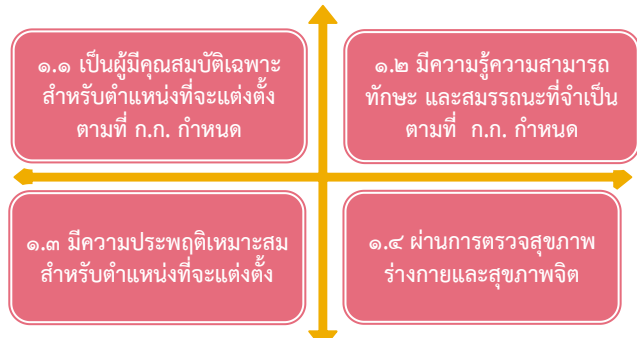 ๑.๑ เป็นผู้มีคุณสมบัติเฉพาะ
สำหรับตำแหน่งที่จะแต่งตั้ง
ตามที่ ก.ก. กำหนด
๑.๒ มีความรู้ความสามารถ
ทักษะ และสมรรถนะที่จำเป็น
ตามที่ ก.ก. กำหนด
๑.๓ มีความประพฤติเหมาะสม
สำหรับตำแหน่งที่จะแต่งตั้ง
๑.๔ ผ่านการตรวจสุขภาพ
ร่างกายและสุขภาพจิต